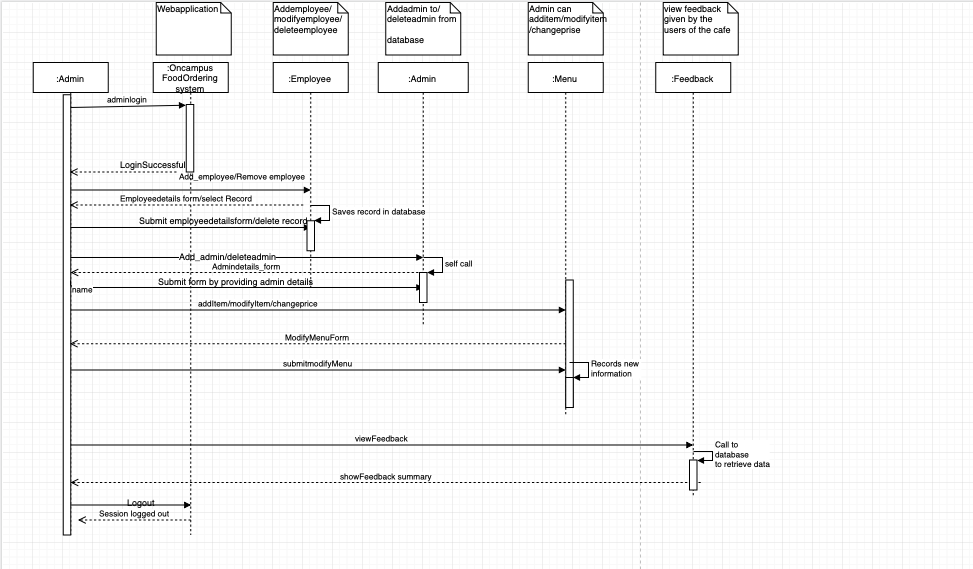 Webapplication
Addemployee/
modifyemployee/
deleteemployee
Addadmin to/
deleteadmin from
database
Admin can
additem/modifyitem
/changeprise
view feedback
given by the
users of the cafe
:Admin
:Oncampus
FoodOrdering
system
:Employee
:Admin
:Menu
:Feedback
adminlogin
LoginSuccessful
Add_employee/Remove employee
Employeedetails form/select Record
Saves record in database
Submit employeedetailsform/delete record
Add_admin/deleteadmin
self call
Admindetails_form
Submit form by providing admin details
name
addItem/modifyItem/changeprice
ModifyMenuForm
submitmodifyMenu
Records new
information
viewFeedback
Call to
database
to retrieve data
showFeedback summary
Logout
Session logged out